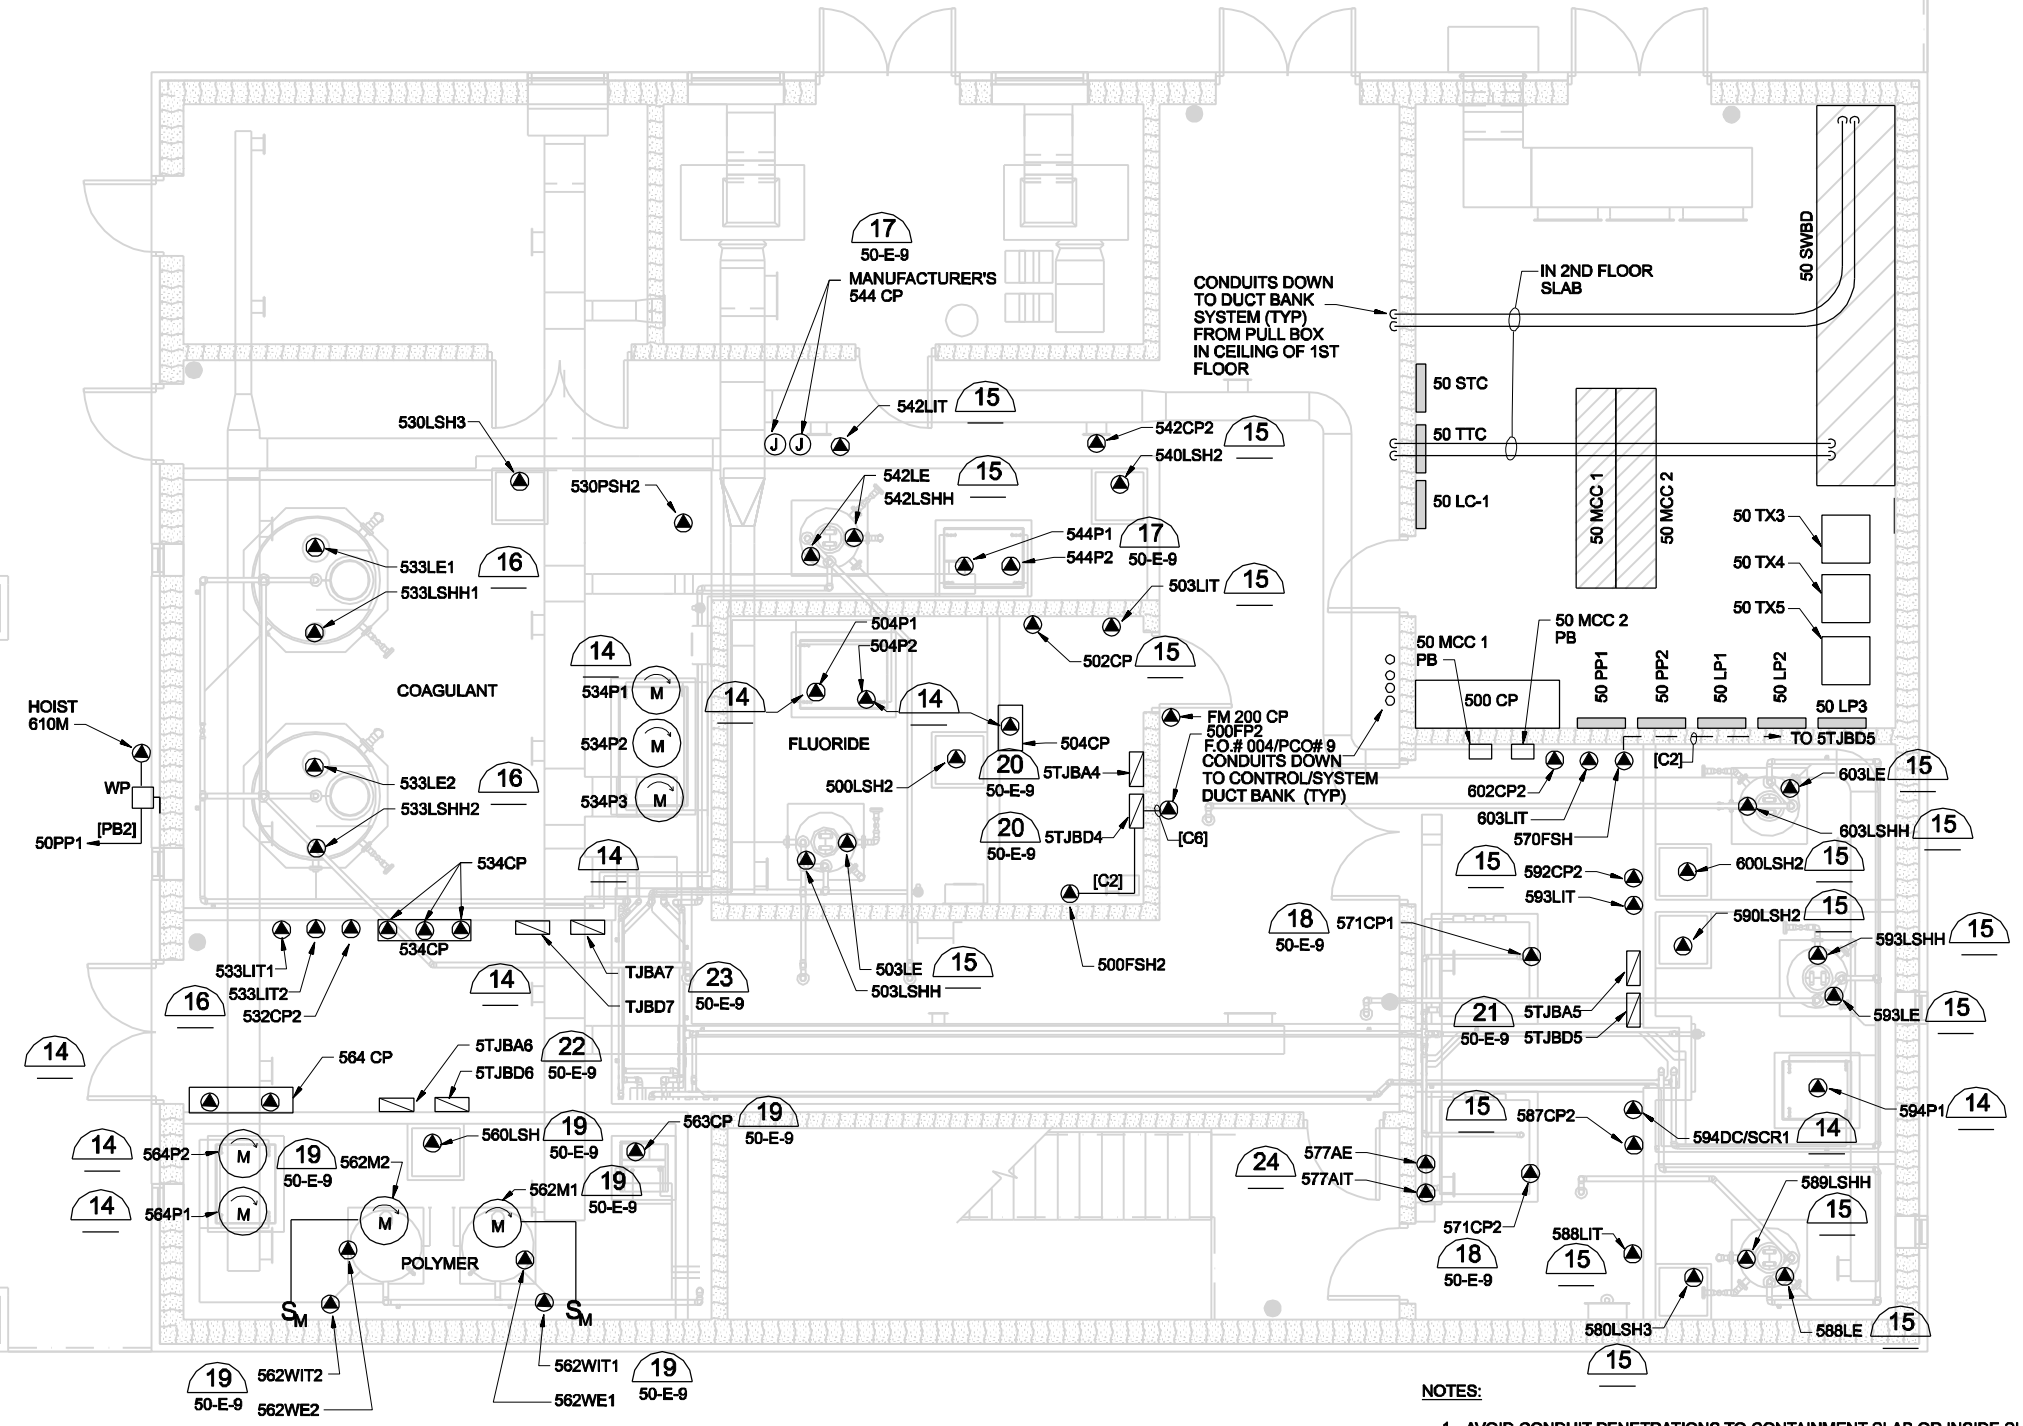 17
50-E-9
MANUFACTURER'S
544 CP
CONDUITS DOWN
TO DUCT BANK
SYSTEM (TYP)
FROM PULL BOX
IN CEILING OF 1ST
FLOOR
IN 2ND FLOOR
SLAB
50 SWBD
50 STC
50 TTC
50 LC-1
50 MCC 1
50 MCC 2
50 TX3
50 TX4
50 TX5
530LSH3
J
J
542LIT
15
542CP2
15
540LSH2
530PSH2
542LE
542LSHH
15
544P1
544P2
17
50-E-9
503LIT
15
533LE1
533LSHH1
16
504P1
504P2
502CP
15
50 MCC 1
PB
50 MCC 2
PB
50 PP1
50 PP2
50 LP1
50 LP2
50 LP3
500 CP
14
534P1
M
COAGULANT
14
14
HOIST
610M
534P2
M
FLUORIDE
504CP
FM 200 CP
500FP2
F.O.# 004/PCO# 9
CONDUITS DOWN
TO CONTROL/SYSTEM
DUCT BANK (TYP)
TO 5TJBD5
[C2]
533LE2
16
533LSHH2
534P3
M
500LSH2
20
50-E-9
5TJBA4
20
50-E-9
5TJBD4
[C6]
[C2]
602CP2
603LIT
570FSH
603LE
15
603LSHH
15
WP
[PB2]
50PP1
534CP
14
15
592CP2
593LIT
600LSH2
15
534CP
18
50-E-9
571CP1
590LSH2
15
593LSHH
15
533LIT1
533LIT2
532CP2
16
14
TJBA7
TJBD7
23
50-E-9
503LE
503LSHH
15
500FSH2
21
50-E-9
5TJBA5
5TJBD5
593LE
15
14
564 CP
5TJBA6
5TJBD6
22
50-E-9
14
564P2
M
19
50-E-9
562M2
560LSH
19
50-E-9
563CP
19
50-E-9
15
587CP2
594DC/SCR1
14
594P1
14
14
564P1
M
M
562M1
M
19
50-E-9
24
577AE
577AIT
571CP2
18
50-E-9
589LSHH
15
POLYMER
588LIT
15
SM
SM
580LSH3
15
588LE
15
19
50-E-9
562WIT2
562WE2
562WIT1
562WE1
19
50-E-9
NOTES: